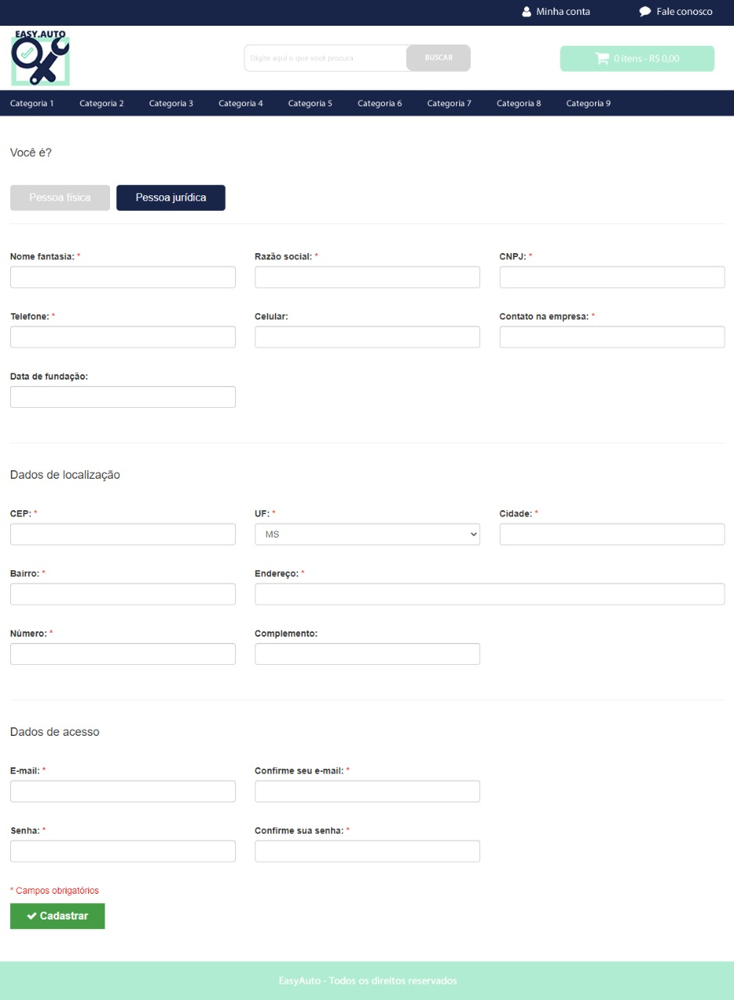 Minha conta Fale conosco
EASY.AUTO
Digite aqui o que você procura BUSCAR 0 itens - R$ 0,00
Categoria 1 Categoria 2 Categoria 3 Categoria 4 Categoria 5 Categoria 6 Categoria 7 Categoria 8 Categoria 9
Você é?
Pessoa física Pessoa jurídica
Nome fantasia: * Razão social: * CNPJ: *
Telefone: * Celular: Contato na empresa: *
Data de fundação:
Dados de localização
CEP: * UF: * Cidade: *
MS
Bairro: * Endereço: *
Número: * Complemento:
Dados de acesso
E-mail: * Confirme seu e-mail: *
Senha: * Confirme sua senha: *
* Campos obrigatórios
Cadastrar
EasyAuto - Todos os direitos reservados